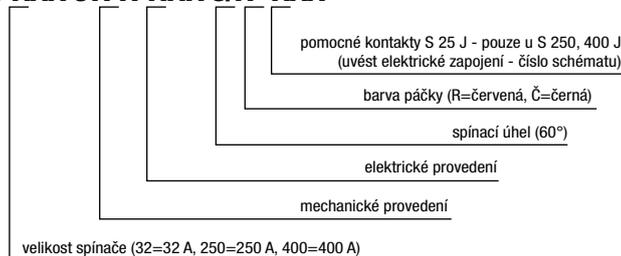 pomocné kontakty S 25 J - pouze u S 250, 400 J
(uvést elektrické zapojení - číslo schématu)
barva páčky (R=červená, Č=černá)
spínací úhel (60°)
elektrické provedení
mechanické provedení
velikost spínače (32=32 A, 250=250 A, 400=400 A)